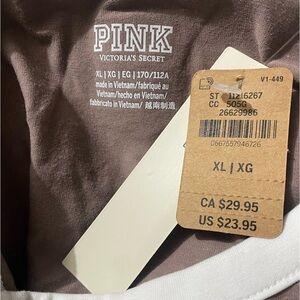 PINK
VICTORIA'S SECRET
XL | XG | EG | 170/112A
made in Vietnam/fabriqué au
Vietnam/hecho en Vietnam/
fabbricato in Vietnam/ 越南制造
V1-449
ST 11216267
CC 5O5G
26629986
0667557946726
XL | XG
CA $29.95
US $23.95